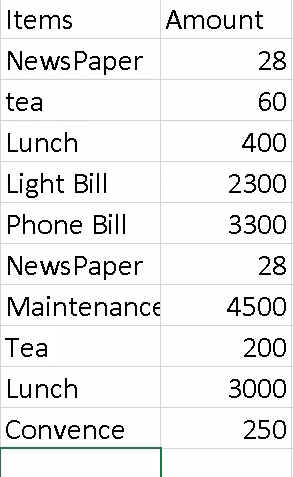 Items Amount
NewsPaper 28
tea 60
Lunch 400
Light Bill 2300
Phone Bill 3300
NewsPaper 28
Maintenance 4500
Tea 200
Lunch 3000
Convence 250